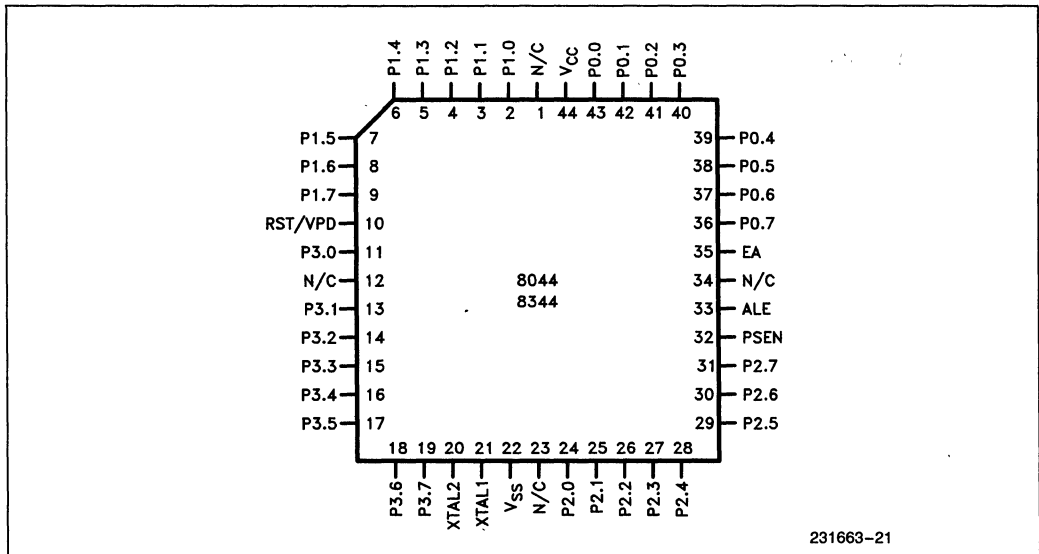 P1.4 P1.3 P1.2 P1.1 P1.0 N/C VCC P0.0 P0.1 P0.2 P0.3
6 5 4 3 2 1 44 43 42 41 40
P1.5 7 39 P0.4
P1.6 8 38 P0.5
P1.7 9 37 P0.6
RST/VPD 10 36 P0.7
P3.0 11 35 EA
N/C 12 8044 34 N/C
P3.1 13 8344 33 ALE
P3.2 14 32 PSEN
P3.3 15 31 P2.7
P3.4 16 30 P2.6
P3.5 17 29 P2.5
18 19 20 21 22 23 24 25 26 27 28
P3.6 P3.7 XTAL2 XTAL1 VSS N/C P2.0 P2.1 P2.2 P2.3 P2.4
231663-21